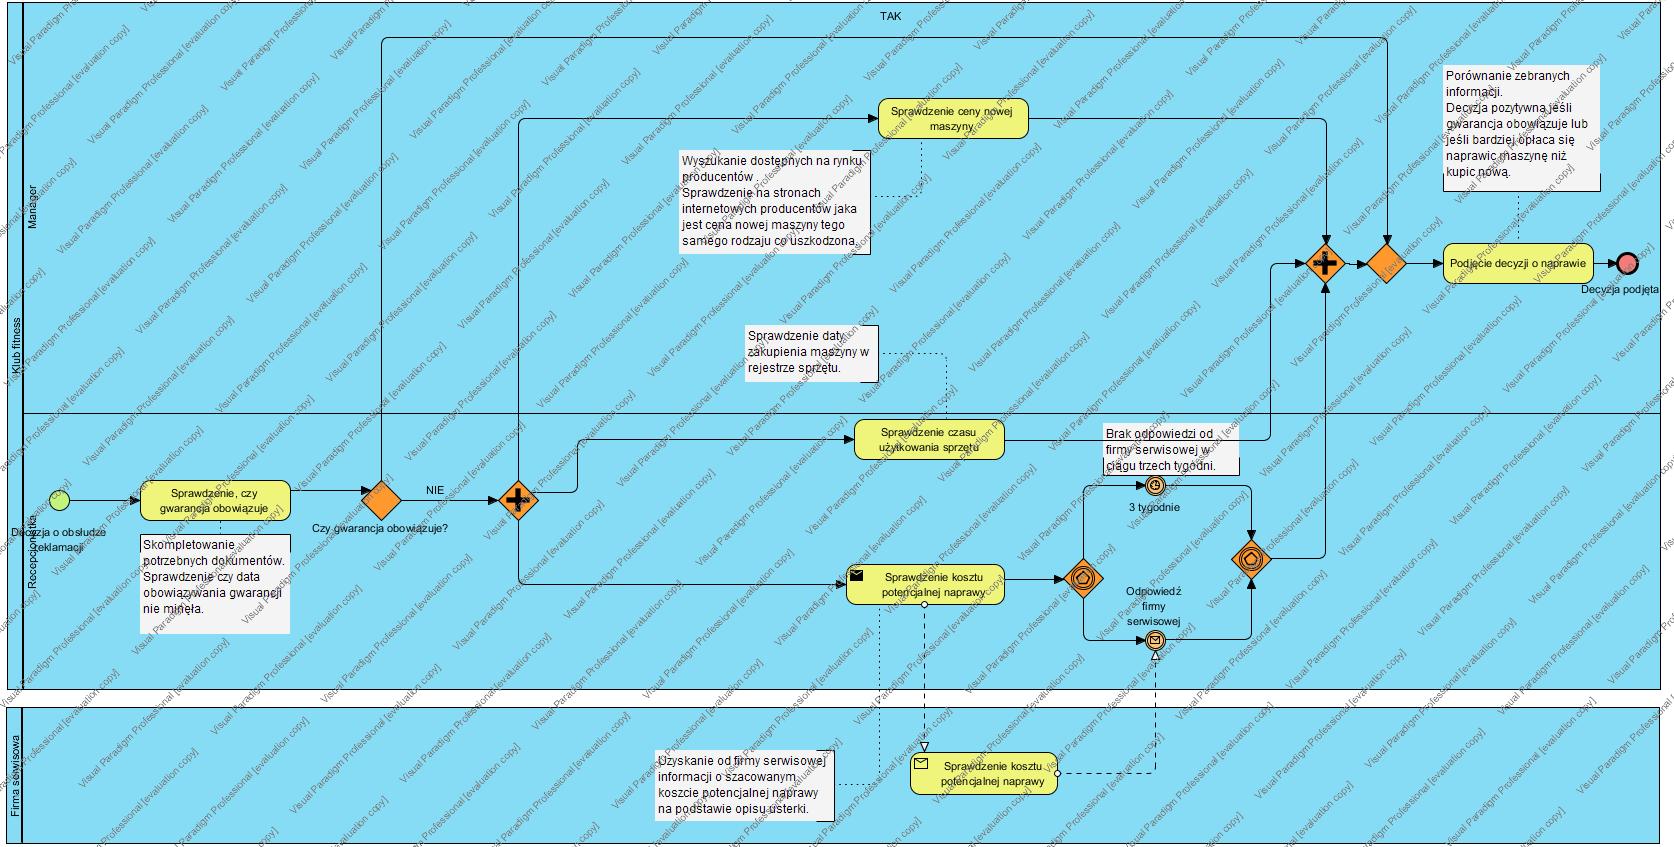 TAK
Klub fitness
Manager
Sprawdzenie ceny nowej
maszyny
Wyszukanie dostępnych na rynku
producentów .
Sprawdzenie na stronach
internetowych producentów jaka
jest cena nowej maszyny tego
samego rodzaju co uszkodzona.
Porównanie zebranych
informacji.
Decyzja pozytywna jeśli
gwarancja obowiązuje lub
jeśli bardziej opłaca się
naprawic maszynę niż
kupic nową.
Podjęcie decyzji o naprawie
Decyzja podjęta
Sprawdzenie daty
zakupienia maszyny w
rejestrze sprzętu.
Recepcjonistka
Decyzja o obsłudze
reklamacji
Sprawdzenie, czy
gwarancja obowiązuje
Skompletowanie
potrzebnych dokumentów.
Sprawdzenie czy data
obowiązywania gwarancji
nie minęła.
Czy gwarancja obowiązuje?
NIE
Sprawdzenie czasu
użytkowania sprzętu
Brak odpowiedzi od
firmy serwisowej w
ciągu trzech tygodni.
3 tygodnie
Sprawdzenie kosztu
potencjalnej naprawy
Odpowiedź
firmy
serwisowej
Firma serwisowa
Uzyskanie od firmy serwisowej
informacji o szacowanym
koszcie potencjalnej naprawy
na podstawie opisu usterki.
Sprawdzenie kosztu
potencjalnej naprawy
Visual Paradigm Professional [evaluation copy]